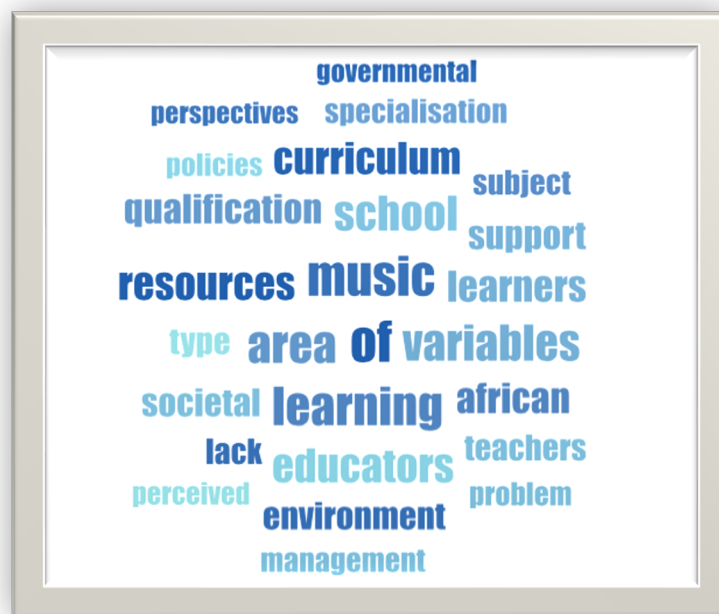 governmental
perspectives specialisation
policies curriculum
subject
qualification school
support
resources music learners
type area of variables
societal learning african
lack educators teachers
perceived problem
environment
management